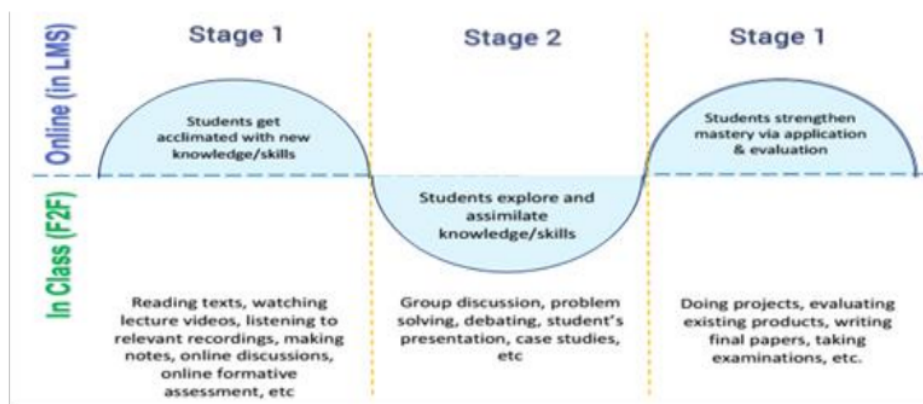 Online (in LMS)
In Class (F2F)
Stage 1
Students get
acclimated with new
knowledge/skills
Reading texts, watching
lecture videos, listening to
relevant recordings, making
notes, online discussions,
online formative
assessment, etc
Stage 2
Students explore and
assimilate
knowledge/skills
Group discussion, problem
solving, debating, student's
presentation, case studies,
etc
Stage 1
Students strengthen
mastery via application
& evaluation
Doing projects, evaluating
existing products, writing
final papers, taking
examinations, etc.